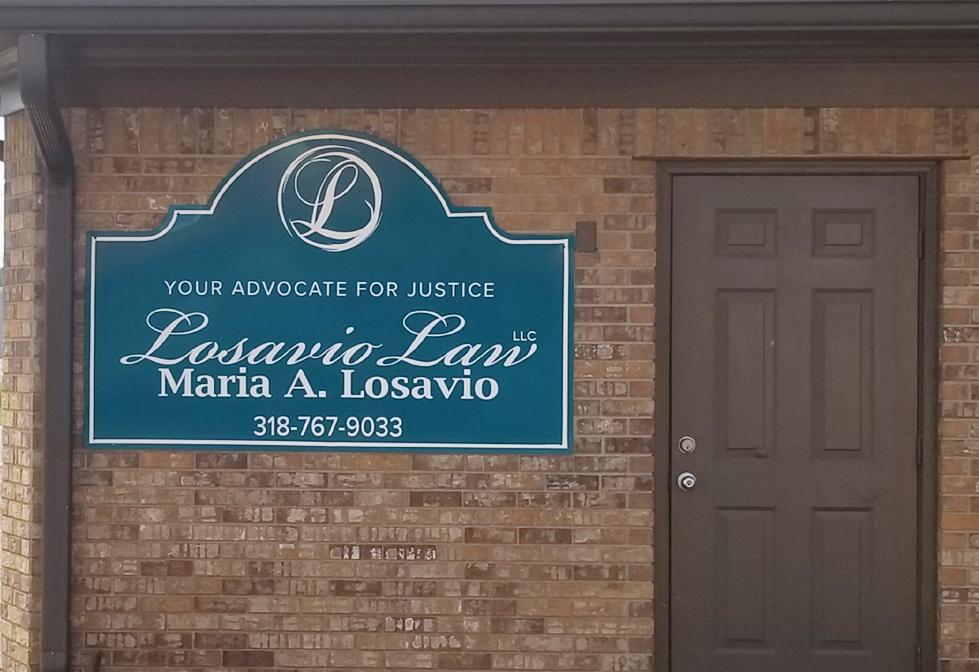 L
YOUR ADVOCATE FOR JUSTICE
Losavio Law LLC
Maria A. Losavio
318-767-9033